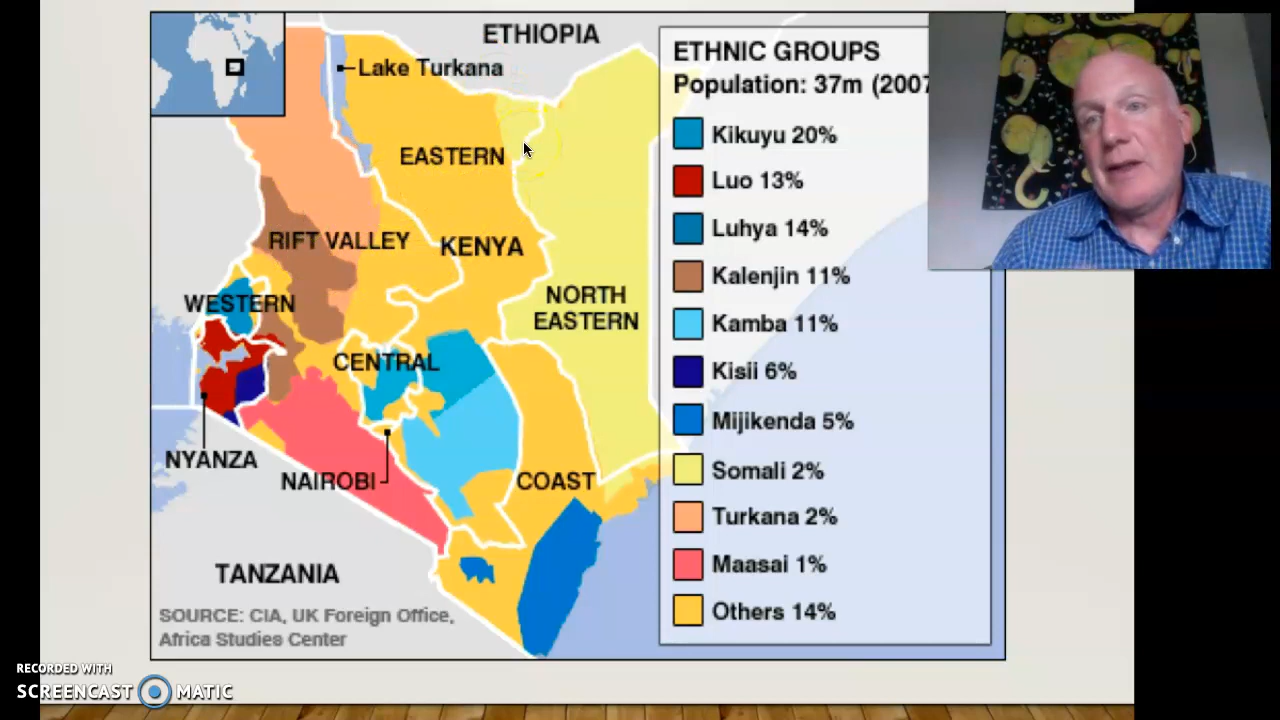 ETHIOPIA
Lake Turkana
EASTERN
RIFT VALLEY
KENYA
WESTERN
NORTH
EASTERN
CENTRAL
NYANZA
NAIROBI
COAST
TANZANIA
SOURCE: CIA, UK Foreign Office,
Africa Studies Center
ETHNIC GROUPS
Population: 37m (2007
Kikuyu 20%
Luo 13%
Luhya 14%
Kalenjin 11%
Kamba 11%
Kisii 6%
Mijikenda 5%
Somali 2%
Turkana 2%
Maasai 1%
Others 14%
RECORDED WITH
SCREENCAST MATIC